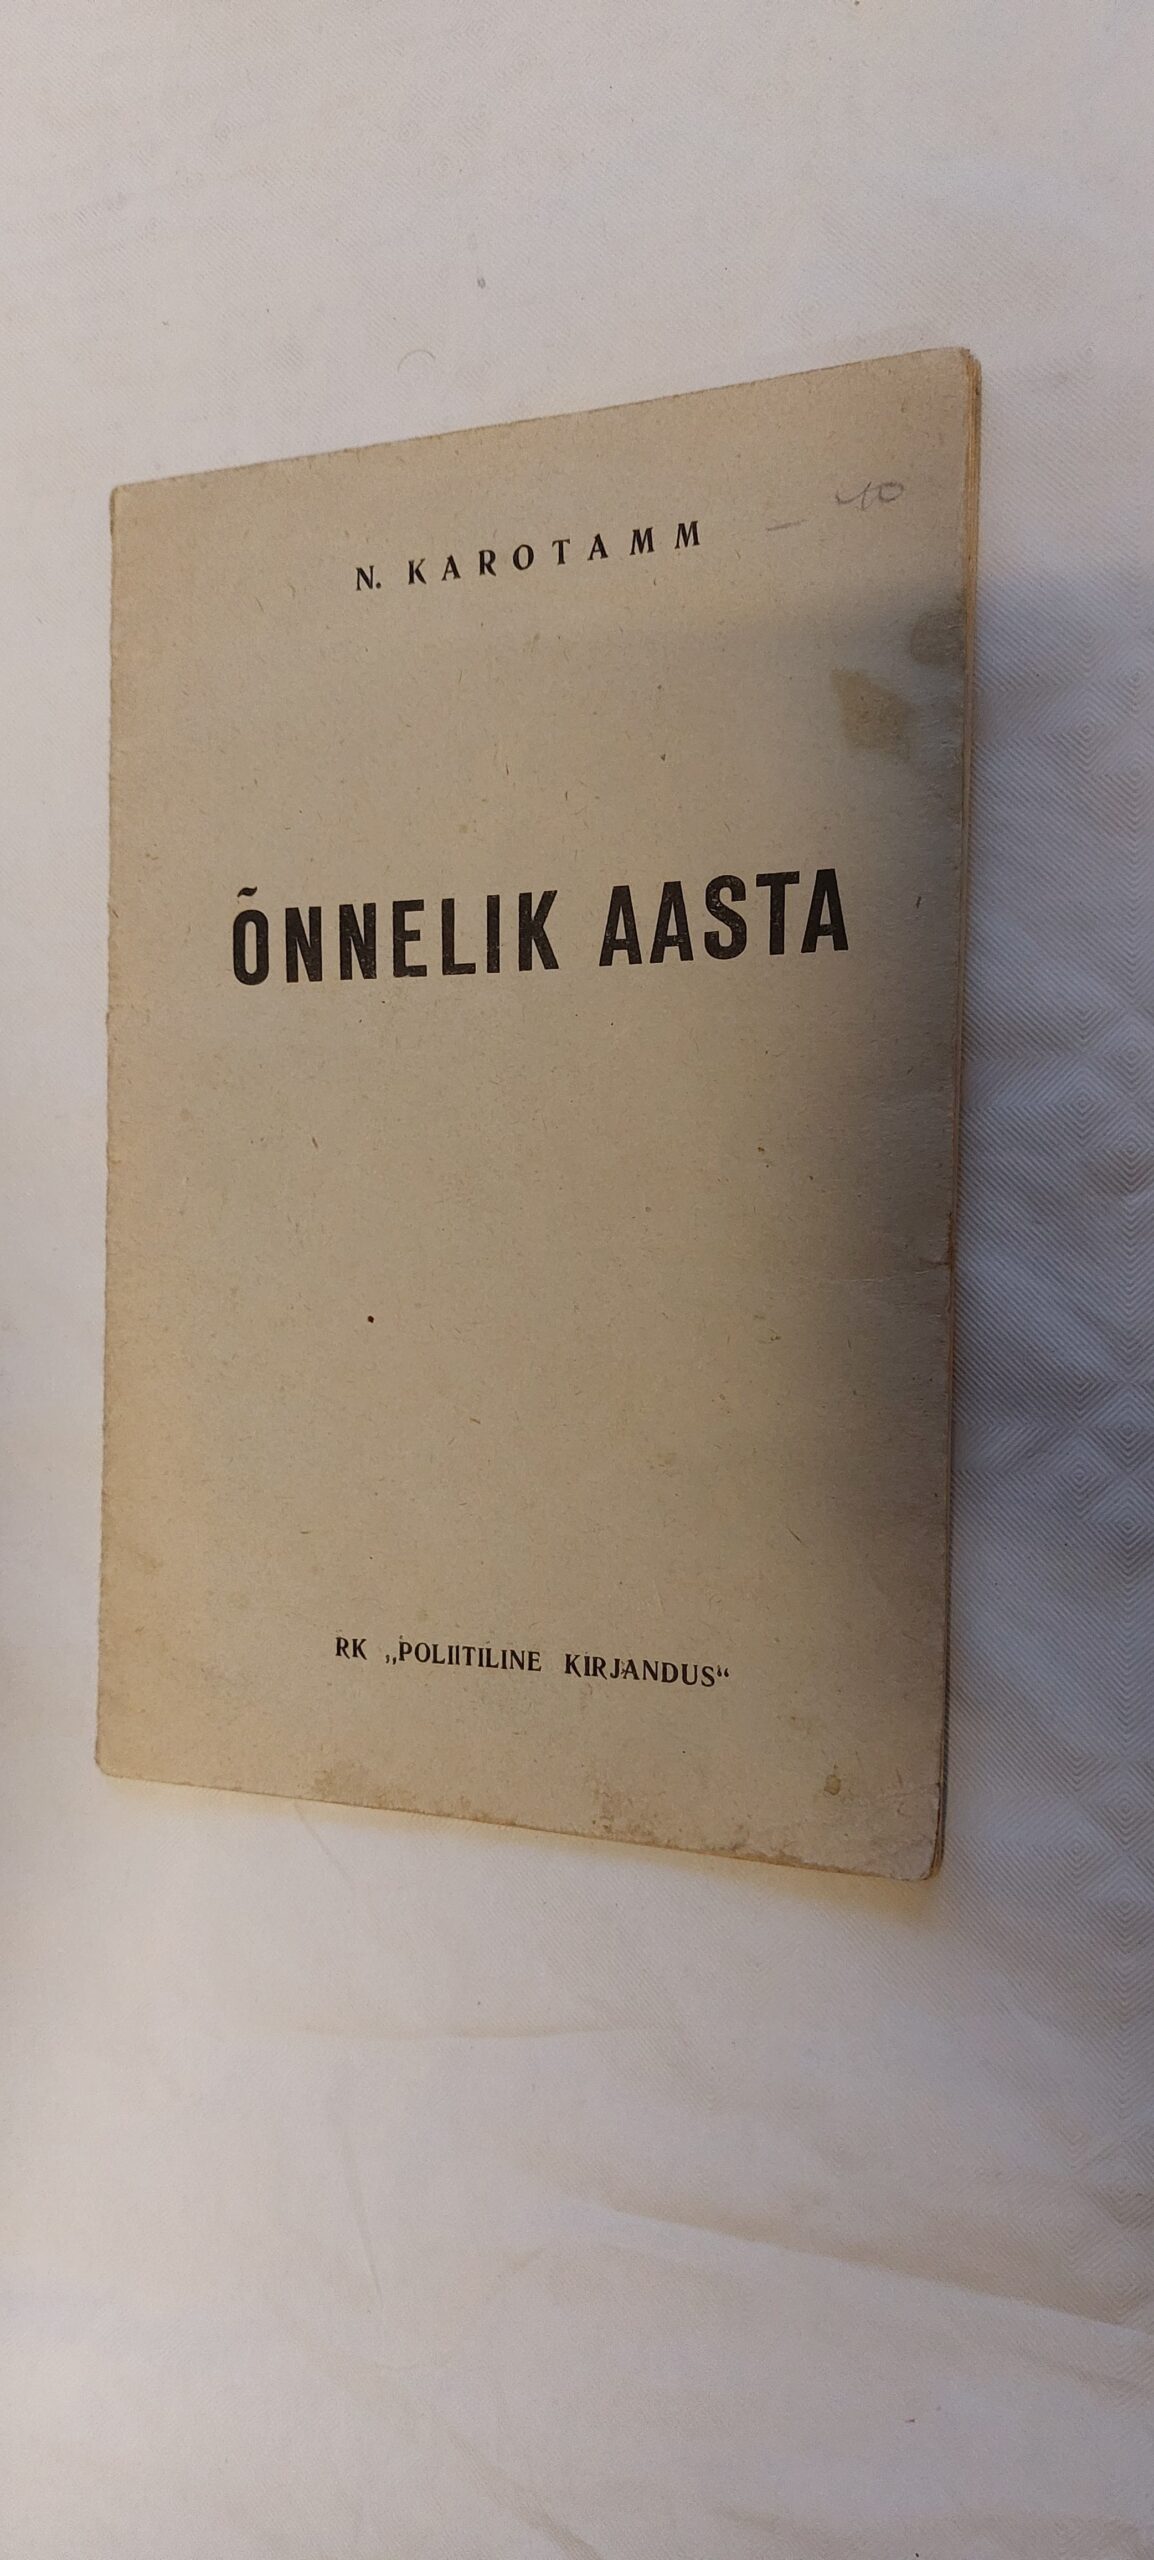 N. KAROTAMM
ÕNNELIK AASTA
RK „POLIITILINE KIRJANDUS“